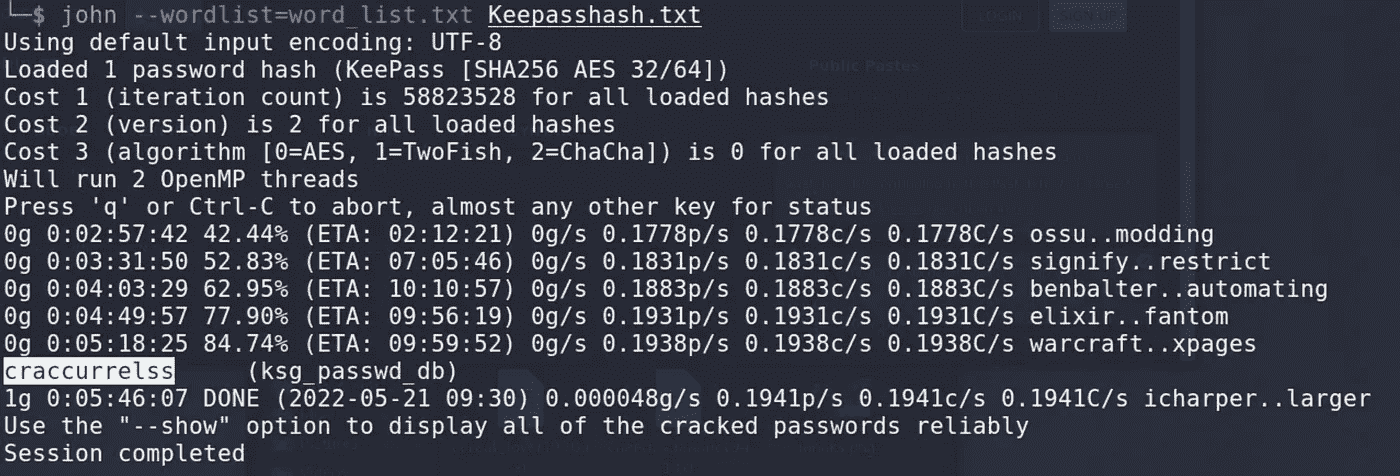 └─$ john --wordlist=word_list.txt Keepasshash.txt
Using default input encoding: UTF-8
Loaded 1 password hash (KeePass [SHA256 AES 32/64])
Cost 1 (iteration count) is 58823528 for all loaded hashes
Cost 2 (version) is 2 for all loaded hashes
Cost 3 (algorithm [0=AES, 1=TwoFish, 2=ChaCha]) is 0 for all loaded hashes
Will run 2 OpenMP threads
Press 'q' or Ctrl-C to abort, almost any other key for status
0g 0:02:57:42 42.44% (ETA: 02:12:21) 0g/s 0.1778p/s 0.1778c/s 0.1778C/s ossu..modding
0g 0:03:31:50 52.83% (ETA: 07:05:46) 0g/s 0.1831p/s 0.1831c/s 0.1831C/s signify..restrict
0g 0:04:03:29 62.95% (ETA: 10:10:57) 0g/s 0.1883p/s 0.1883c/s 0.1883C/s benbalter..automating
0g 0:04:49:57 77.90% (ETA: 09:56:19) 0g/s 0.1931p/s 0.1931c/s 0.1931C/s elixir..fantom
0g 0:05:18:25 84.74% (ETA: 09:59:52) 0g/s 0.1938p/s 0.1938c/s 0.1938C/s warcraft..xpages
craccurrelss     (ksg_passwd_db)
1g 0:05:46:07 DONE (2022-05-21 09:30) 0.000048g/s 0.1941p/s 0.1941c/s 0.1941C/s icharper..larger
Use the "--show" option to display all of the cracked passwords reliably
Session completed
LOGIN
Public Pastes